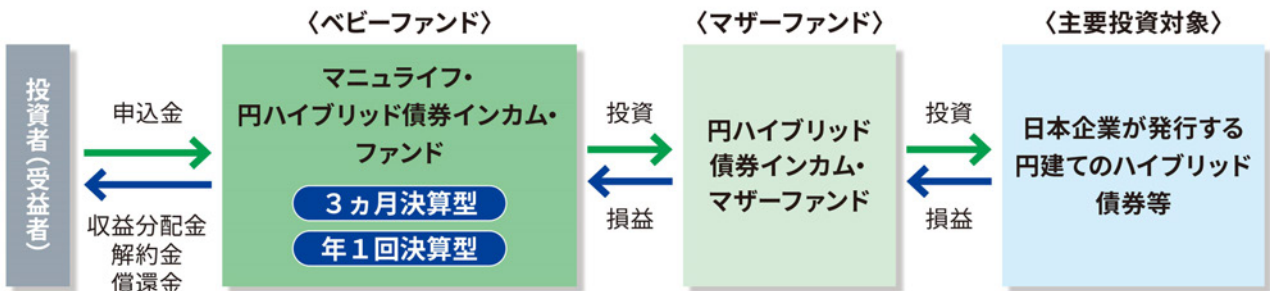 〈ベビーファンド〉
〈マザーファンド〉
〈主要投資対象〉
投資者(受益者)
申込金
収益分配金
解約金
償還金
マニュライフ・
円ハイブリッド債券インカム・
ファンド
3ヵ月決算型
年1回決算型
投資
損益
円ハイブリッド
債券インカム・
マザーファンド
投資
損益
日本企業が発行する
円建てのハイブリッド
債券等